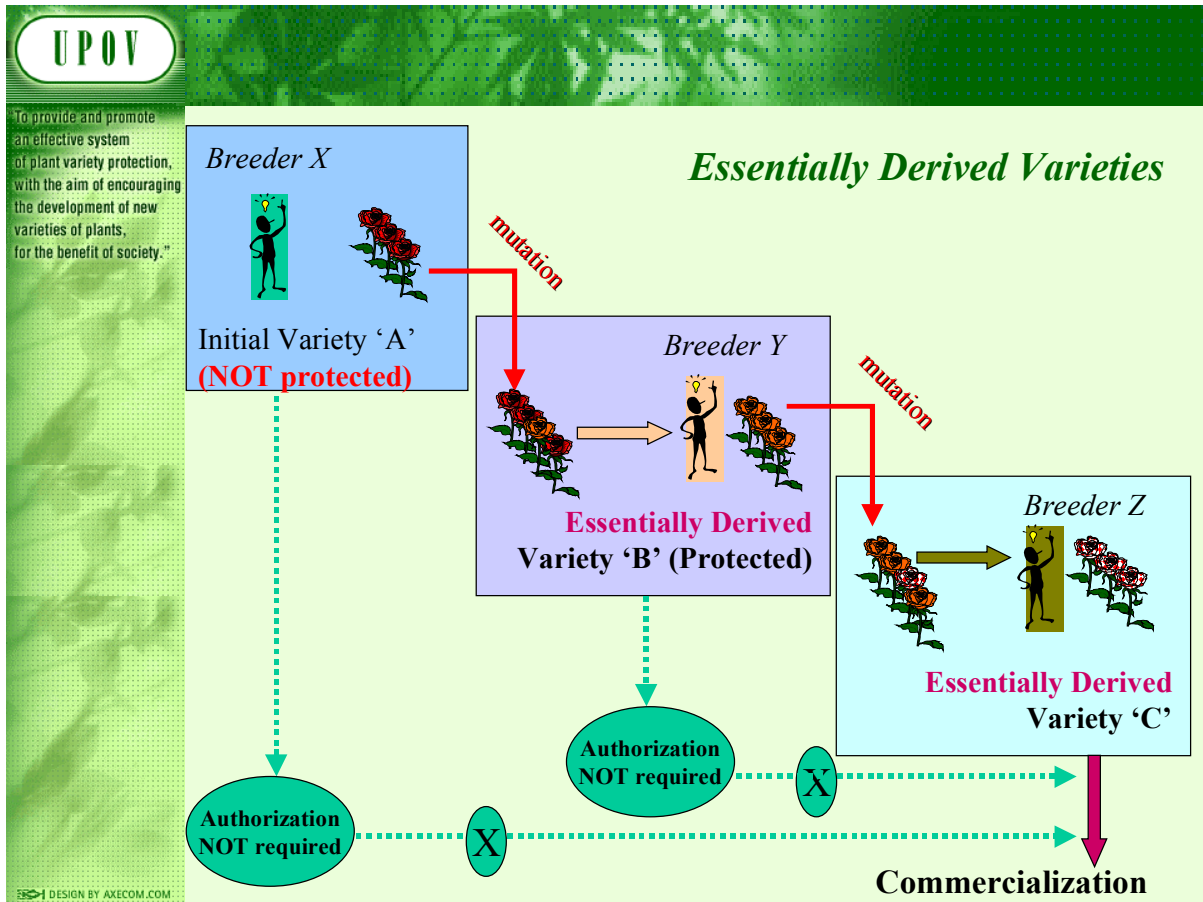 UPOV
To provide and promote
an effective system
of plant variety protection,
with the aim of encouraging
the development of new
varieties of plants,
for the benefit of society."
Essentially Derived Varieties
Breeder X
Initial Variety ‘A’
(NOT protected)
mutation
Breeder Y
Essentially Derived
Variety ‘B’ (Protected)
mutation
Breeder Z
Essentially Derived
Variety ‘C’
Authorization
NOT required
X
Authorization
NOT required
X
Commercialization
DESIGN BY AXECOM.COM